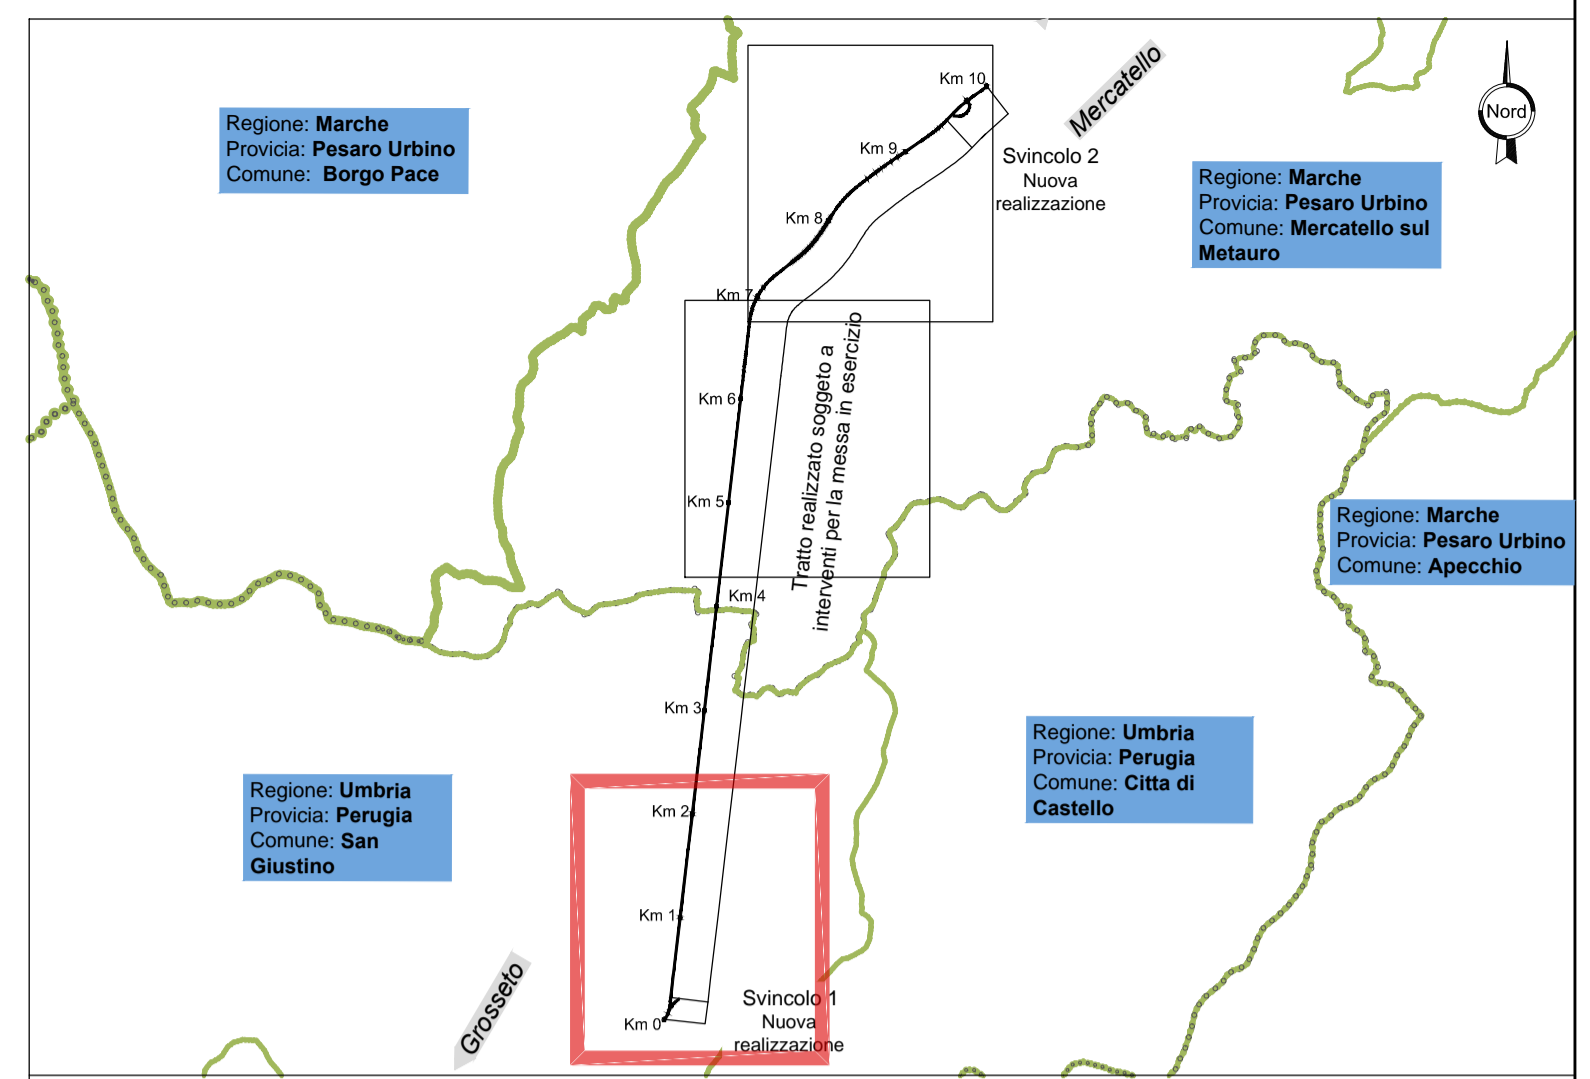 Km 10
Mercatello
Nord
Regione: Marche
Provicia: Pesaro Urbino
Comune: Borgo Pace
Km 9
Svincolo 2
Nuova
realizzazione
Regione: Marche
Provicia: Pesaro Urbino
Comune: Mercatello sul
Metauro
Km 8
Km 7
Tratto realizzato soggeto a
interventi per la messa in esercizio
Km 6
Km 5
Regione: Marche
Provicia: Pesaro Urbino
Comune: Apecchio
Km 4
Km 3
Regione: Umbria
Provicia: Perugia
Comune: Citta di
Castello
Regione: Umbria
Provicia: Perugia
Comune: San
Giustino
Km 2
Km 1
Grosseto
Svincolo 1
Nuova
realizzazione
Km 0